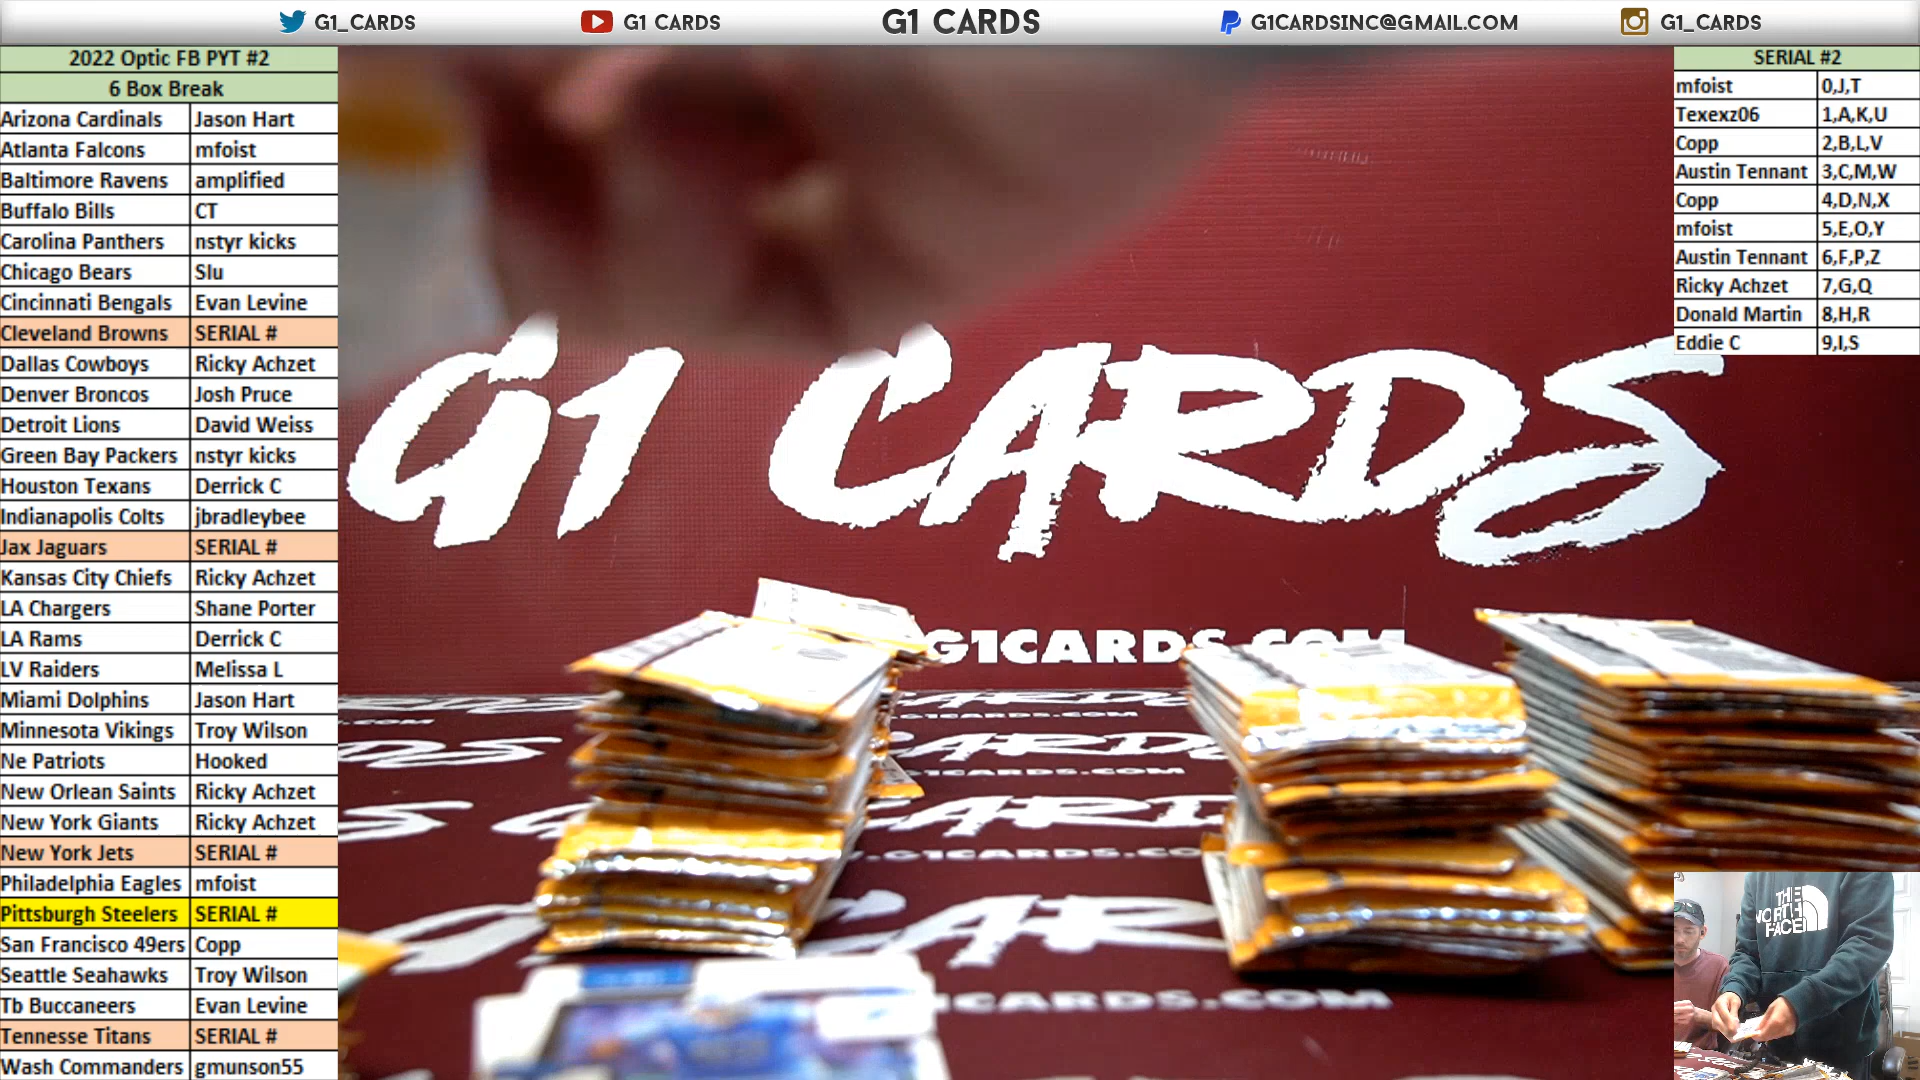 G1_CARDS G1 CARDS G1 CARDS G1CARDSINC@GMAIL.COM G1_CARDS
2022 Optic FB PYT #2
6 Box Break
Arizona Cardinals Jason Hart
Atlanta Falcons mfoist
Baltimore Ravens amplified
Buffalo Bills CT
Carolina Panthers nstyr kicks
Chicago Bears Slu
Cincinnati Bengals Evan Levine
Cleveland Browns SERIAL #
Dallas Cowboys Ricky Achzet
Denver Broncos Josh Pruce
Detroit Lions David Weiss
Green Bay Packers nstyr kicks
Houston Texans Derrick C
Indianapolis Colts jbradleybee
Jax Jaguars SERIAL #
Kansas City Chiefs Ricky Achzet
LA Chargers Shane Porter
LA Rams Derrick C
LV Raiders Melissa L
Miami Dolphins Jason Hart
Minnesota Vikings Troy Wilson
Ne Patriots Hooked
New Orlean Saints Ricky Achzet
New York Giants Ricky Achzet
New York Jets SERIAL #
Philadelphia Eagles mfoist
Pittsburgh Steelers SERIAL #
San Francisco 49ers Copp
Seattle Seahawks Troy Wilson
Tb Buccaneers Evan Levine
Tennesse Titans SERIAL #
Wash Commanders gmunson55
SERIAL #2
mfoist 0,J,T
Texexz06 1,A,K,U
Copp 2,B,L,V
Austin Tennant 3,C,M,W
Copp 4,D,N,X
mfoist 5,E,O,Y
Austin Tennant 6,F,P,Z
Ricky Achzet 7,G,Q
Donald Martin 8,H,R
Eddie C 9,I,S
G1 CARDS
G1CARDS.COM
G1CARDS.COM
THE
NORTH
FACE